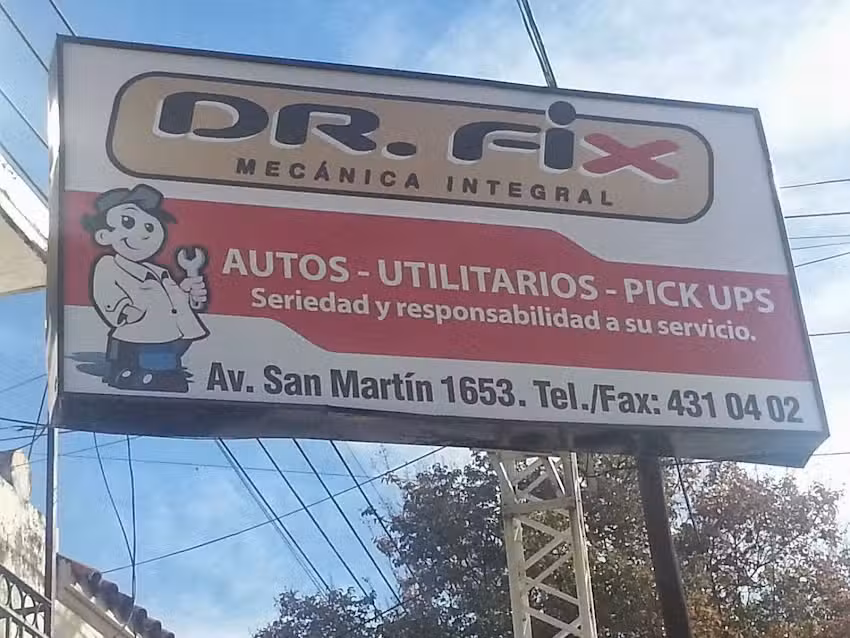 DR. FiX
MECÁNICA INTEGRAL
AUTOS - UTILITARIOS - PICK UPS
Seriedad y responsabilidad a su servicio.
Av. San Martín 1653. Tel./Fax: 431 04 02